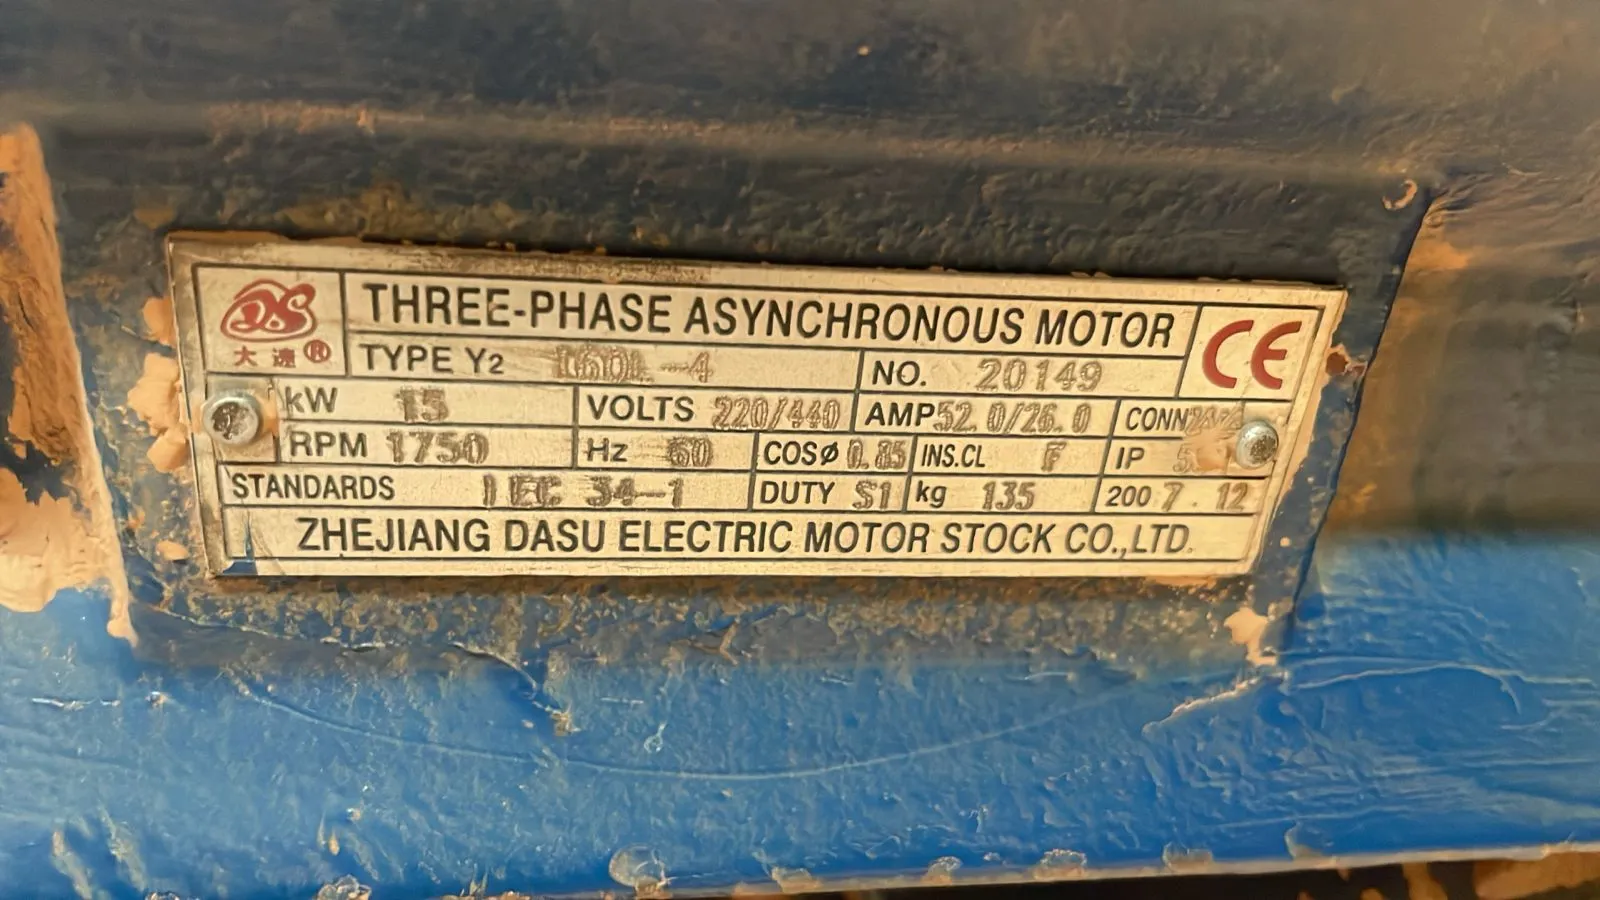 DS
大速®
THREE-PHASE ASYNCHRONOUS MOTOR
CE
TYPE Y2 160L-4 NO. 20149
kW 15 VOLTS 220/440 AMP 52.0/26.0 CONN
RPM 1750 Hz 60 COSø 0.85 INS.CL F IP
STANDARDS IEC 34-1 DUTY S1 kg 135 2007.12
ZHEJIANG DASU ELECTRIC MOTOR STOCK CO.,LTD.